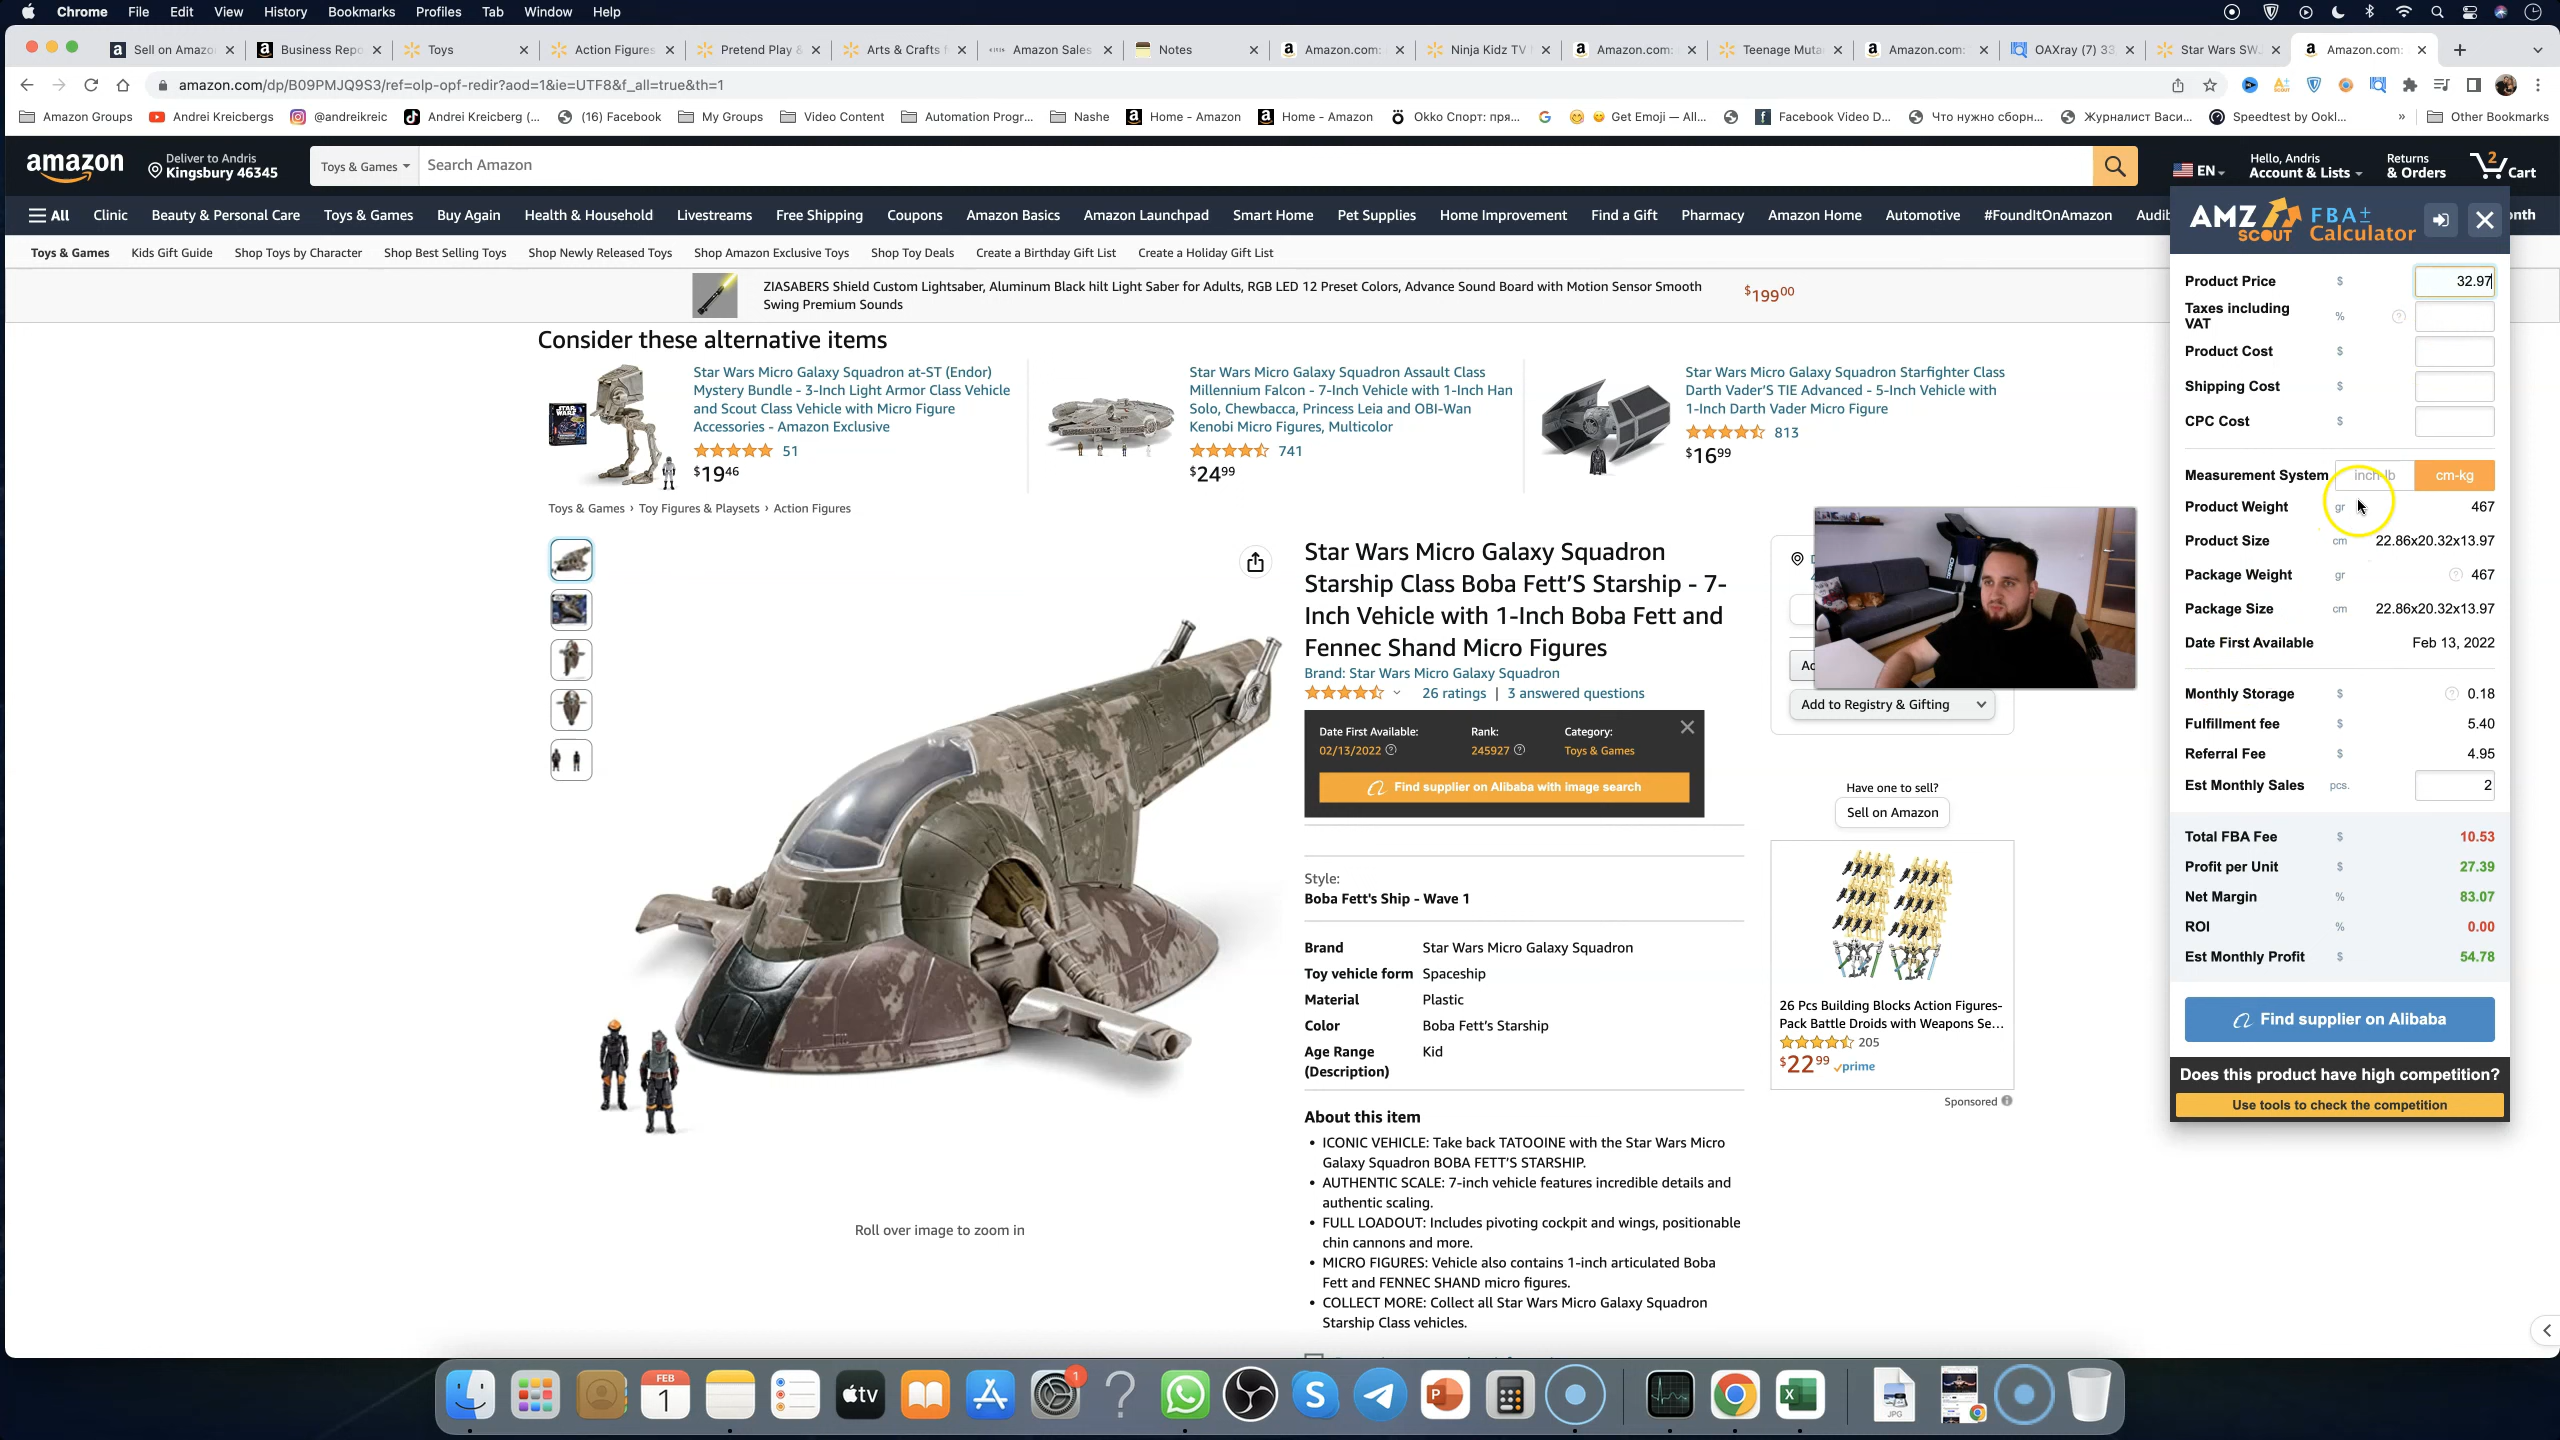 Chrome File Edit View History Bookmarks Profiles Tab Window Help
Sell on Amazo Business Repo Toys Action Figures Pretend Play & Arts & Crafts f Amazon Sales Notes Amazon.com: Ninja Kidz TV Amazon.com: Teenage Muta Amazon.com: OAXray (7) 33 Star Wars SW Amazon.com:
amazon.com/dp/B09PMJQ9S3/ref=olp-opf-redir?aod=1&ie=UTF8&f_all=true&th=1
Amazon Groups Andrei Kreicbergs @andreikreic Andrei Kreicberg (... (16) Facebook My Groups Video Content Automation Progr... Nashe Home - Amazon Home - Amazon Okko Спорт: пря... Get Emoji — All... Facebook Video D... Что нужно сборн... Журналист Васи... Speedtest by Ookl... » Other Bookmarks
amazon
Deliver to Andris
Kingsbury 46345
Toys & Games Search Amazon
EN
Hello, Andris
Account & Lists
Returns
& Orders
2
Cart
All Clinic Beauty & Personal Care Toys & Games Buy Again Health & Household Livestreams Free Shipping Coupons Amazon Basics Amazon Launchpad Smart Home Pet Supplies Home Improvement Find a Gift Pharmacy Amazon Home Automotive #FoundItOnAmazon Audib onth
Toys & Games Kids Gift Guide Shop Toys by Character Shop Best Selling Toys Shop Newly Released Toys Shop Amazon Exclusive Toys Shop Toy Deals Create a Birthday Gift List Create a Holiday Gift List
ZIASABERS Shield Custom Lightsaber, Aluminum Black hilt Light Saber for Adults, RGB LED 12 Preset Colors, Advance Sound Board with Motion Sensor Smooth
Swing Premium Sounds
$19900
Consider these alternative items
Star Wars Micro Galaxy Squadron at-ST (Endor)
Mystery Bundle - 3-Inch Light Armor Class Vehicle
and Scout Class Vehicle with Micro Figure
Accessories - Amazon Exclusive
51
$1946
Star Wars Micro Galaxy Squadron Assault Class
Millennium Falcon - 7-Inch Vehicle with 1-Inch Han
Solo, Chewbacca, Princess Leia and OBI-Wan
Kenobi Micro Figures, Multicolor
741
$2499
Star Wars Micro Galaxy Squadron Starfighter Class
Darth Vader'S TIE Advanced - 5-Inch Vehicle with
1-Inch Darth Vader Micro Figure
813
$1699
Toys & Games › Toy Figures & Playsets › Action Figures
Star Wars Micro Galaxy Squadron
Starship Class Boba Fett'S Starship - 7-
Inch Vehicle with 1-Inch Boba Fett and
Fennec Shand Micro Figures
Brand: Star Wars Micro Galaxy Squadron
26 ratings | 3 answered questions
Date First Available: Rank: Category:
02/13/2022 245927 Toys & Games
Find supplier on Alibaba with image search
Style:
Boba Fett's Ship - Wave 1
Brand Star Wars Micro Galaxy Squadron
Toy vehicle form Spaceship
Material Plastic
Color Boba Fett's Starship
Age Range Kid
(Description)
About this item
• ICONIC VEHICLE: Take back TATOOINE with the Star Wars Micro
Galaxy Squadron BOBA FETT'S STARSHIP.
• AUTHENTIC SCALE: 7-inch vehicle features incredible details and
authentic scaling.
• FULL LOADOUT: Includes pivoting cockpit and wings, positionable
chin cannons and more.
• MICRO FIGURES: Vehicle also contains 1-inch articulated Boba
Fett and FENNEC SHAND micro figures.
• COLLECT MORE: Collect all Star Wars Micro Galaxy Squadron
Starship Class vehicles.
Roll over image to zoom in
Add to Registry & Gifting
Have one to sell?
Sell on Amazon
26 Pcs Building Blocks Action Figures-
Pack Battle Droids with Weapons Se...
205
$2299 prime
Sponsored
AMZ SCOUT FBA± Calculator
Product Price $ 32.97
Taxes including VAT %
Product Cost $
Shipping Cost $
CPC Cost $
Measurement System inch-lb cm-kg
Product Weight gr 467
Product Size cm 22.86x20.32x13.97
Package Weight gr 467
Package Size cm 22.86x20.32x13.97
Date First Available Feb 13, 2022
Monthly Storage $ 0.18
Fulfillment fee $ 5.40
Referral Fee $ 4.95
Est Monthly Sales pcs. 2
Total FBA Fee $ 10.53
Profit per Unit $ 27.39
Net Margin % 83.07
ROI % 0.00
Est Monthly Profit $ 54.78
Find supplier on Alibaba
Does this product have high competition?
Use tools to check the competition
FEB
1
tv
1
JPG